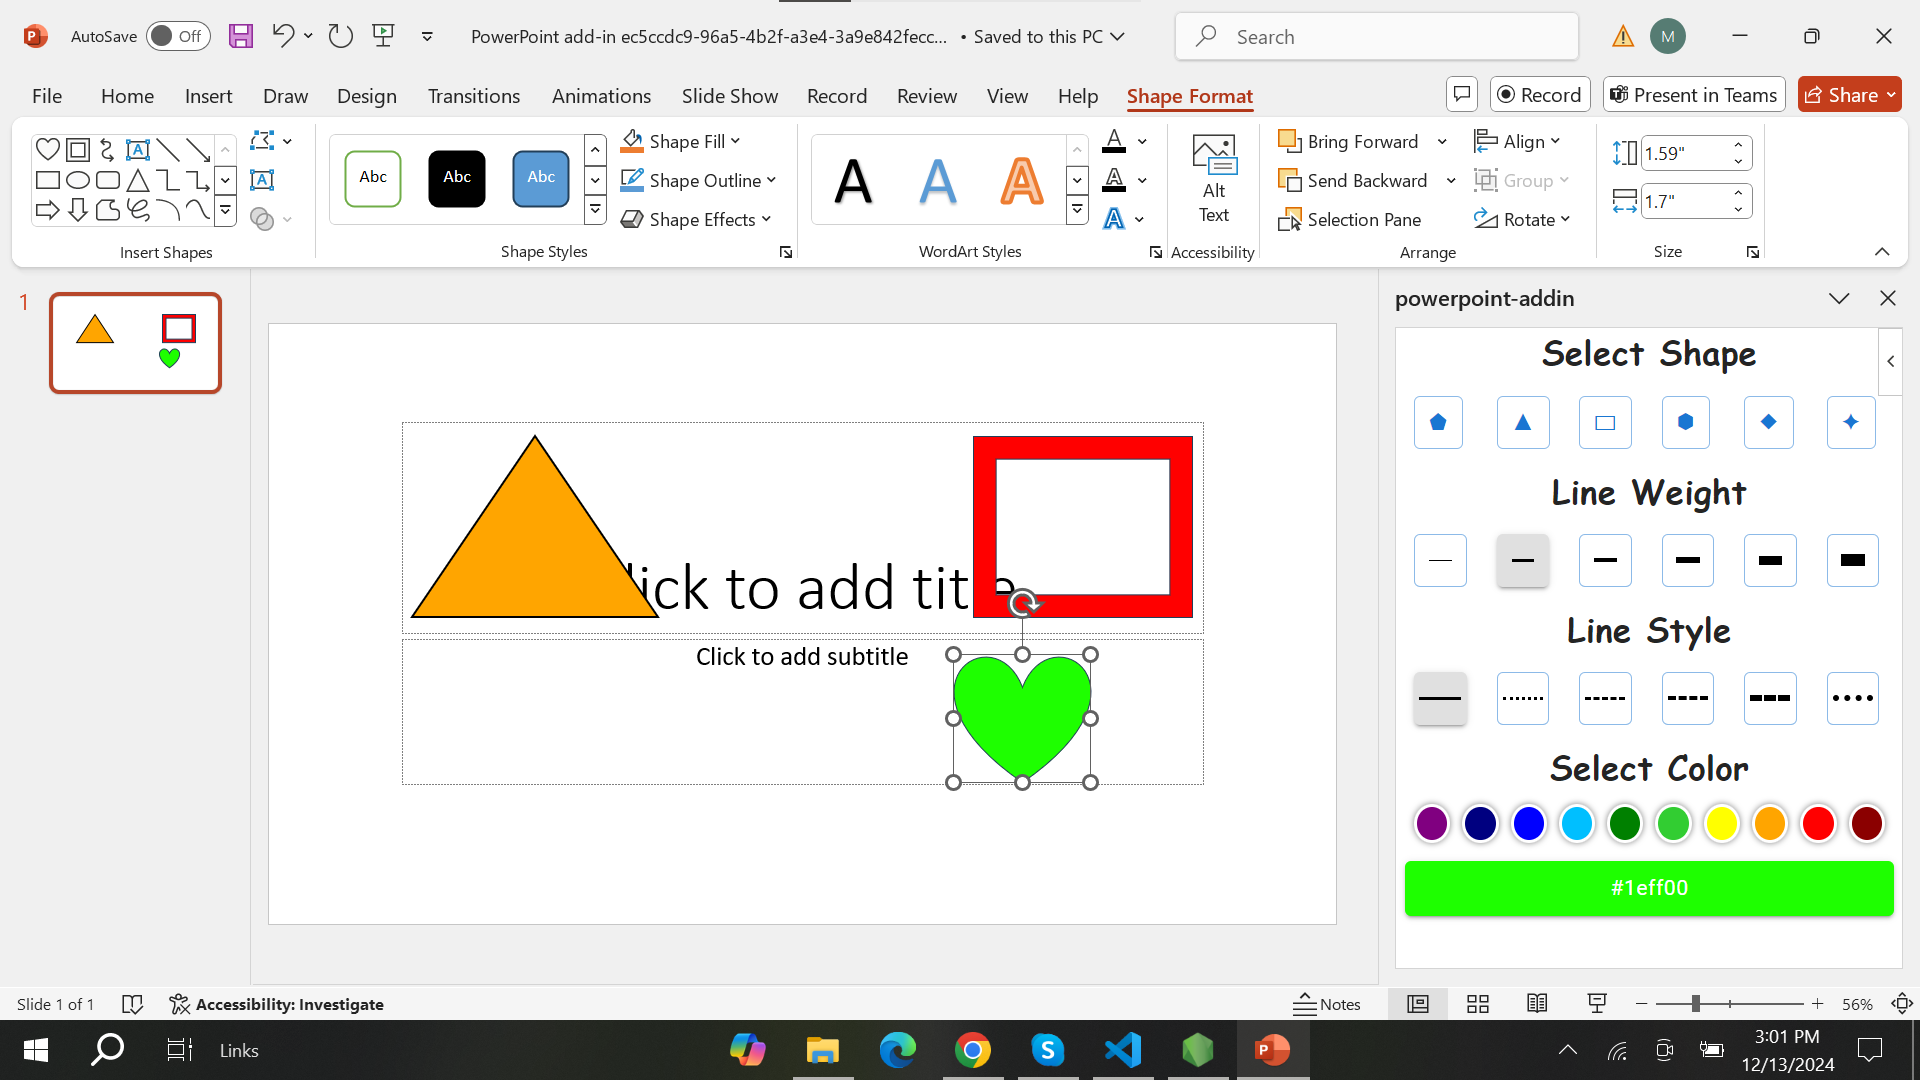 AutoSave Off
PowerPoint add-in ec5ccdc9-96a5-4b2f-a3e4-3a9e842fecc... • Saved to this PC
Search
M
File Home Insert Draw Design Transitions Animations Slide Show Record Review View Help Shape Format
Record Present in Teams Share
Abc Abc Abc
Shape Fill
Shape Outline
Shape Effects
A A A
A
A
A
Alt
Text
Bring Forward
Send Backward
Selection Pane
Align
Group
Rotate
1.59"
1.7"
Insert Shapes Shape Styles WordArt Styles Accessibility Arrange Size
1
powerpoint-addin
Select Shape
Line Weight
Line Style
Select Color
#1eff00
lick to add title
Click to add subtitle
Slide 1 of 1 Accessibility: Investigate Notes 56%
Links
3:01 PM
12/13/2024